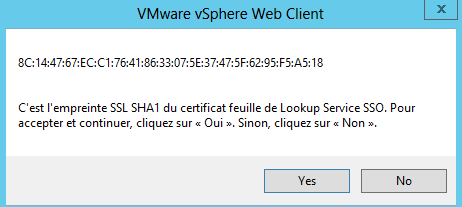 VMware vSphere Web Client
x
8C:14:47:67:EC:C1:76:41:86:33:07:5E:37:47:5F:62:95:F5:A5:18
C'est l'empreinte SSL SHA1 du certificat feuille de Lookup Service SSO. Pour
accepter et continuer, cliquez sur « Oui ». Sinon, cliquez sur « Non ».
Yes No